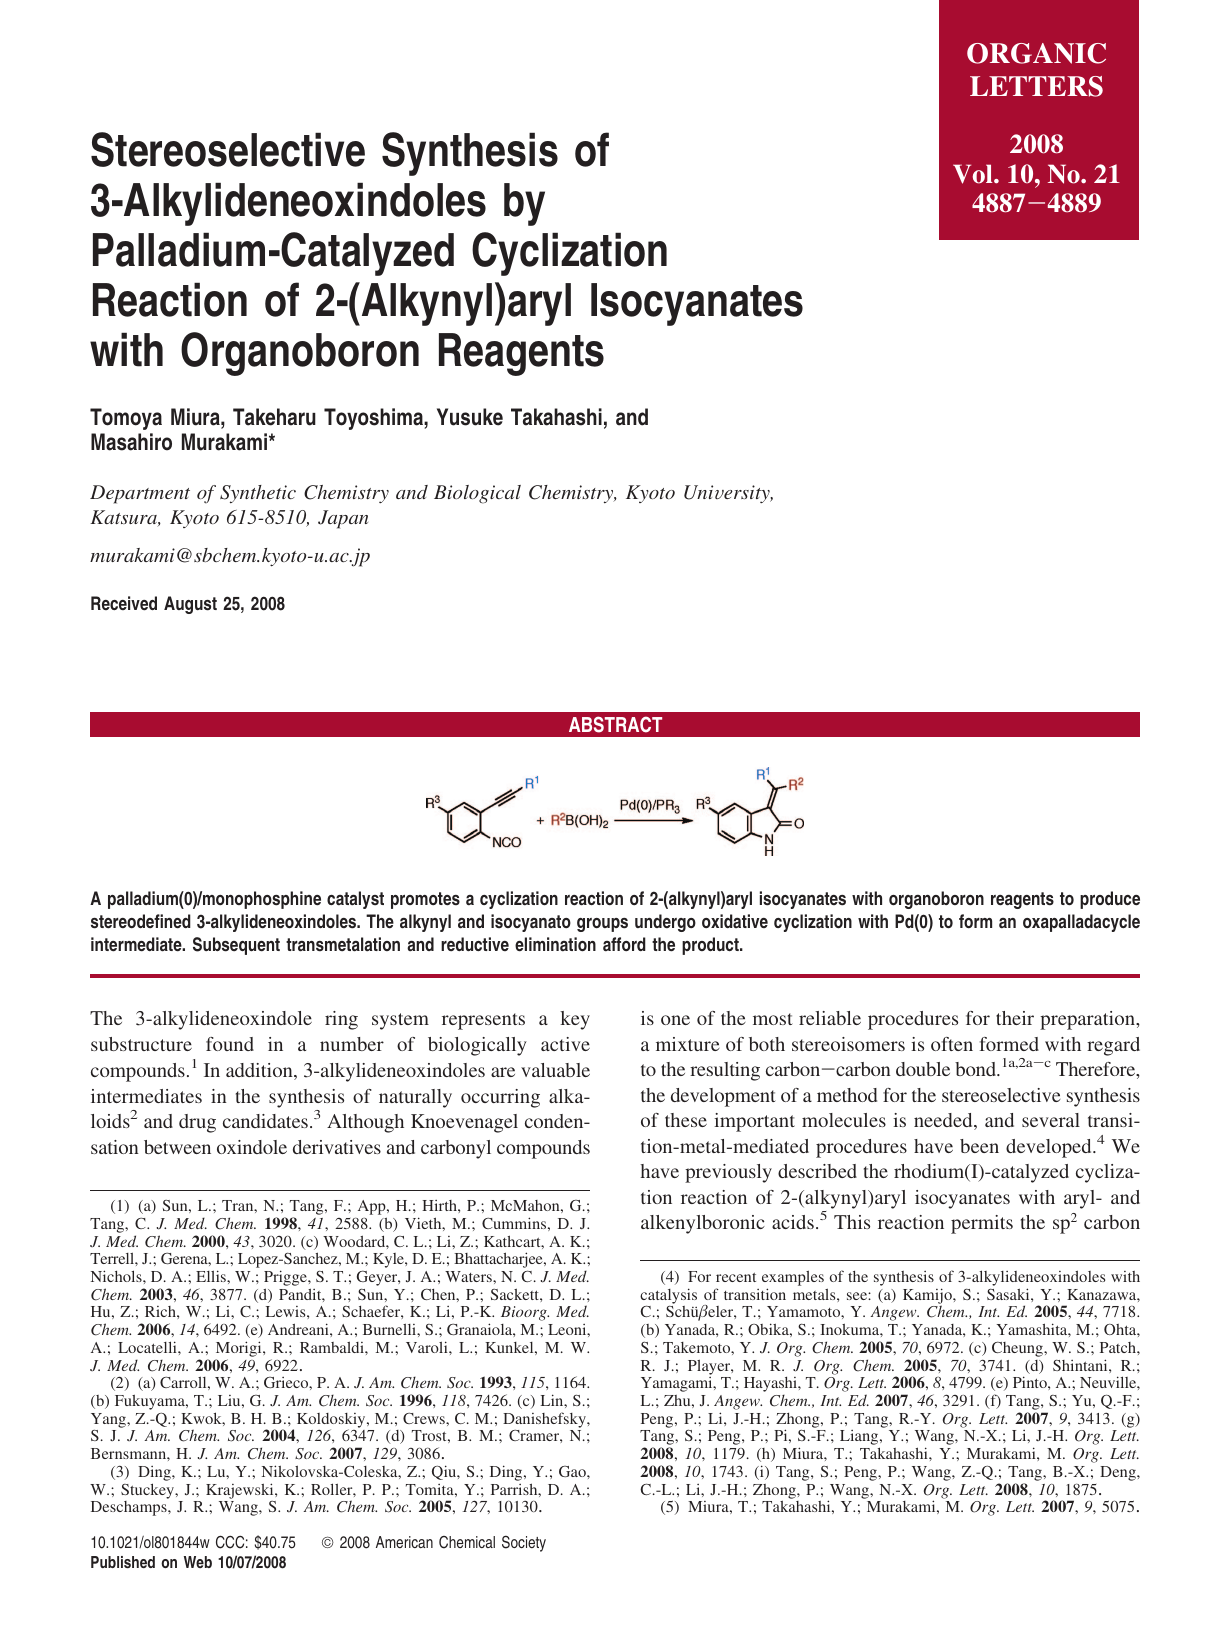 ORGANIC
LETTERS
2008
Vol. 10, No. 21
4887−4889
Stereoselective Synthesis of
3-Alkylideneoxindoles by
Palladium-Catalyzed Cyclization
Reaction of 2-(Alkynyl)aryl Isocyanates
with Organoboron Reagents
Tomoya Miura, Takeharu Toyoshima, Yusuke Takahashi, and
Masahiro Murakami*
Department of Synthetic Chemistry and Biological Chemistry, Kyoto University,
Katsura, Kyoto 615-8510, Japan
murakami@sbchem.kyoto-u.ac.jp
Received August 25, 2008
ABSTRACT
R³ R¹ NCO + R²B(OH)₂ Pd(0)/PR₃ R³ R¹ R² O N H
A palladium(0)/monophosphine catalyst promotes a cyclization reaction of 2-(alkynyl)aryl isocyanates with organoboron reagents to produce
stereodefined 3-alkylideneoxindoles. The alkynyl and isocyanato groups undergo oxidative cyclization with Pd(0) to form an oxapalladacycle
intermediate. Subsequent transmetalation and reductive elimination afford the product.
The 3-alkylideneoxindole ring system represents a key
substructure found in a number of biologically active
compounds.¹ In addition, 3-alkylideneoxindoles are valuable
intermediates in the synthesis of naturally occurring alka-
loids² and drug candidates.³ Although Knoevenagel conden-
sation between oxindole derivatives and carbonyl compounds
(1) (a) Sun, L.; Tran, N.; Tang, F.; App, H.; Hirth, P.; McMahon, G.;
Tang, C. J. Med. Chem. 1998, 41, 2588. (b) Vieth, M.; Cummins, D. J.
J. Med. Chem. 2000, 43, 3020. (c) Woodard, C. L.; Li, Z.; Kathcart, A. K.;
Terrell, J.; Gerena, L.; Lopez-Sanchez, M.; Kyle, D. E.; Bhattacharjee, A. K.;
Nichols, D. A.; Ellis, W.; Prigge, S. T.; Geyer, J. A.; Waters, N. C. J. Med.
Chem. 2003, 46, 3877. (d) Pandit, B.; Sun, Y.; Chen, P.; Sackett, D. L.;
Hu, Z.; Rich, W.; Li, C.; Lewis, A.; Schaefer, K.; Li, P.-K. Bioorg. Med.
Chem. 2006, 14, 6492. (e) Andreani, A.; Burnelli, S.; Granaiola, M.; Leoni,
A.; Locatelli, A.; Morigi, R.; Rambaldi, M.; Varoli, L.; Kunkel, M. W.
J. Med. Chem. 2006, 49, 6922.
(2) (a) Carroll, W. A.; Grieco, P. A. J. Am. Chem. Soc. 1993, 115, 1164.
(b) Fukuyama, T.; Liu, G. J. Am. Chem. Soc. 1996, 118, 7426. (c) Lin, S.;
Yang, Z.-Q.; Kwok, B. H. B.; Koldoskiy, M.; Crews, C. M.; Danishefsky,
S. J. J. Am. Chem. Soc. 2004, 126, 6347. (d) Trost, B. M.; Cramer, N.;
Bernsmann, H. J. Am. Chem. Soc. 2007, 129, 3086.
(3) Ding, K.; Lu, Y.; Nikolovska-Coleska, Z.; Qiu, S.; Ding, Y.; Gao,
W.; Stuckey, J.; Krajewski, K.; Roller, P. P.; Tomita, Y.; Parrish, D. A.;
Deschamps, J. R.; Wang, S. J. Am. Chem. Soc. 2005, 127, 10130.
is one of the most reliable procedures for their preparation,
a mixture of both stereoisomers is often formed with regard
to the resulting carbon−carbon double bond.¹ᵃ,²ᵃ⁻ᶜ Therefore,
the development of a method for the stereoselective synthesis
of these important molecules is needed, and several transi-
tion-metal-mediated procedures have been developed.⁴ We
have previously described the rhodium(I)-catalyzed cycliza-
tion reaction of 2-(alkynyl)aryl isocyanates with aryl- and
alkenylboronic acids.⁵ This reaction permits the sp² carbon
(4) For recent examples of the synthesis of 3-alkylideneoxindoles with
catalysis of transition metals, see: (a) Kamijo, S.; Sasaki, Y.; Kanazawa,
C.; Schüβeler, T.; Yamamoto, Y. Angew. Chem., Int. Ed. 2005, 44, 7718.
(b) Yanada, R.; Obika, S.; Inokuma, T.; Yanada, K.; Yamashita, M.; Ohta,
S.; Takemoto, Y. J. Org. Chem. 2005, 70, 6972. (c) Cheung, W. S.; Patch,
R. J.; Player, M. R. J. Org. Chem. 2005, 70, 3741. (d) Shintani, R.;
Yamagami, T.; Hayashi, T. Org. Lett. 2006, 8, 4799. (e) Pinto, A.; Neuville,
L.; Zhu, J. Angew. Chem., Int. Ed. 2007, 46, 3291. (f) Tang, S.; Yu, Q.-F.;
Peng, P.; Li, J.-H.; Zhong, P.; Tang, R.-Y. Org. Lett. 2007, 9, 3413. (g)
Tang, S.; Peng, P.; Pi, S.-F.; Liang, Y.; Wang, N.-X.; Li, J.-H. Org. Lett.
2008, 10, 1179. (h) Miura, T.; Takahashi, Y.; Murakami, M. Org. Lett.
2008, 10, 1743. (i) Tang, S.; Peng, P.; Wang, Z.-Q.; Tang, B.-X.; Deng,
C.-L.; Li, J.-H.; Zhong, P.; Wang, N.-X. Org. Lett. 2008, 10, 1875.
(5) Miura, T.; Takahashi, Y.; Murakami, M. Org. Lett. 2007, 9, 5075.
10.1021/ol801844w CCC: $40.75 © 2008 American Chemical Society
Published on Web 10/07/2008